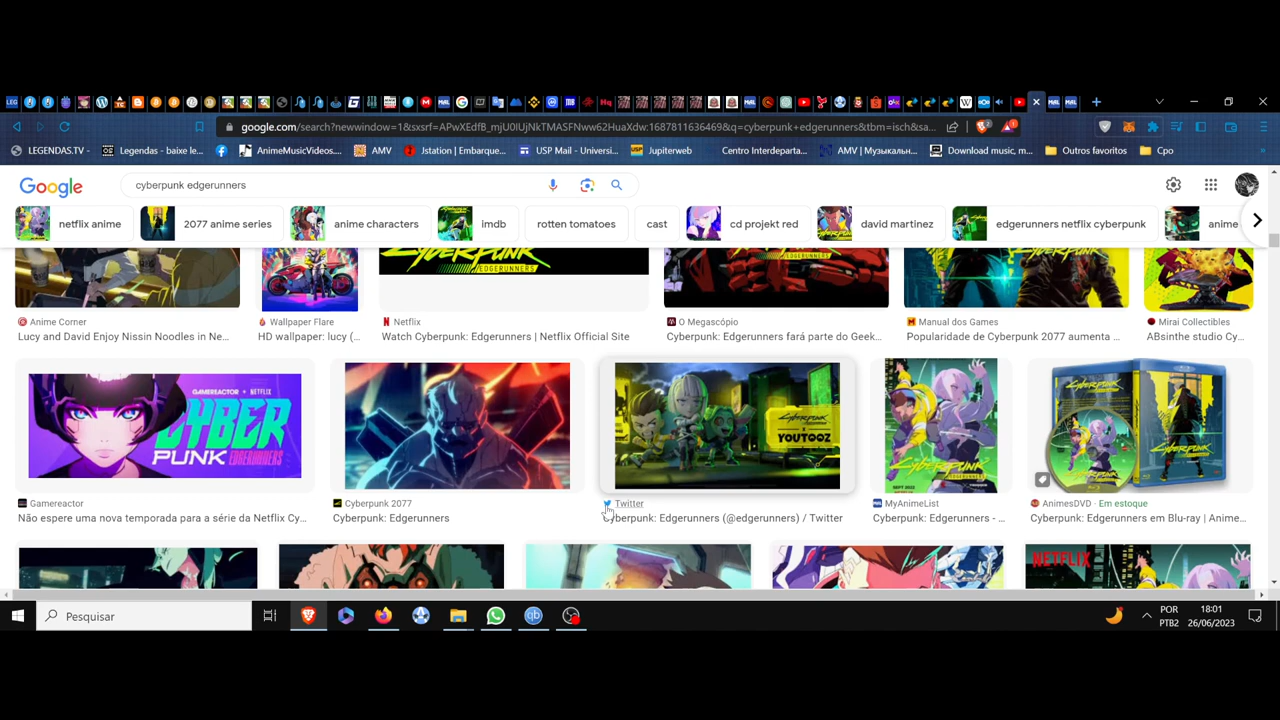 google.com/search?newwindow=1&sxsrf=APwXEdfB_mjU0IUjNkTMASFNww62HuaXdw:1687811636469&q=cyberpunk+edgerunners&tbm=isch&sa...
LEGENDAS.TV - Legendas - baixe le... AnimeMusicVideos.... AMV Jstation | Embarque... USP Mail - Universi... Jupiterweb Centro Interdeparta... AMV | Музыкальн... Download music, m... Outros favoritos Cpo
Google cyberpunk edgerunners
netflix anime 2077 anime series anime characters imdb rotten tomatoes cast cd projekt red david martinez edgerunners netflix cyberpunk anime
EDGERUNNERS
Anime Corner Wallpaper Flare Netflix O Megascópio Manual dos Games Mirai Collectibles
Lucy and David Enjoy Nissin Noodles in Ne... HD wallpaper: lucy (... Watch Cyberpunk: Edgerunners | Netflix Official Site Cyberpunk: Edgerunners fará parte do Geek... Popularidade de Cyberpunk 2077 aumenta ... ABsinthe studio Cy...
GAMEREACTOR + NETFLIX
CYBER
PUNK EDGERUNNERS
CYBERPUNK
X
YOUTOOZ
CYBERPUNK
EDGERUNNERS
Gamereactor Cyberpunk 2077 Twitter MyAnimeList AnimesDVD · Em estoque
Não espere uma nova temporada para a série da Netflix Cy... Cyberpunk: Edgerunners Cyberpunk: Edgerunners (@edgerunners) / Twitter Cyberpunk: Edgerunners - ... Cyberpunk: Edgerunners em Blu-ray | Anime...
NETFLIX
Pesquisar
POR 18:01
PTB2 26/06/2023